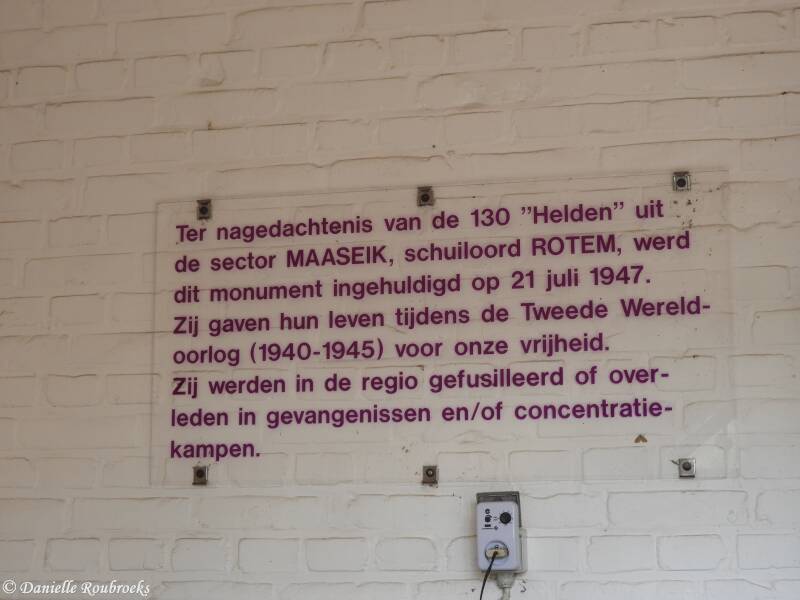 Ter nagedachtenis van de 130 "Helden" uit
de sector MAASEIK, schuiloord ROTEM, werd
dit monument ingehuldigd op 21 juli 1947.
Zij gaven hun leven tijdens de Tweede Wereld-
oorlog (1940-1945) voor onze vrijheid.
Zij werden in de regio gefusilleerd of over-
leden in gevangenissen en/of concentratie-
kampen.
© Danielle Roubroeks